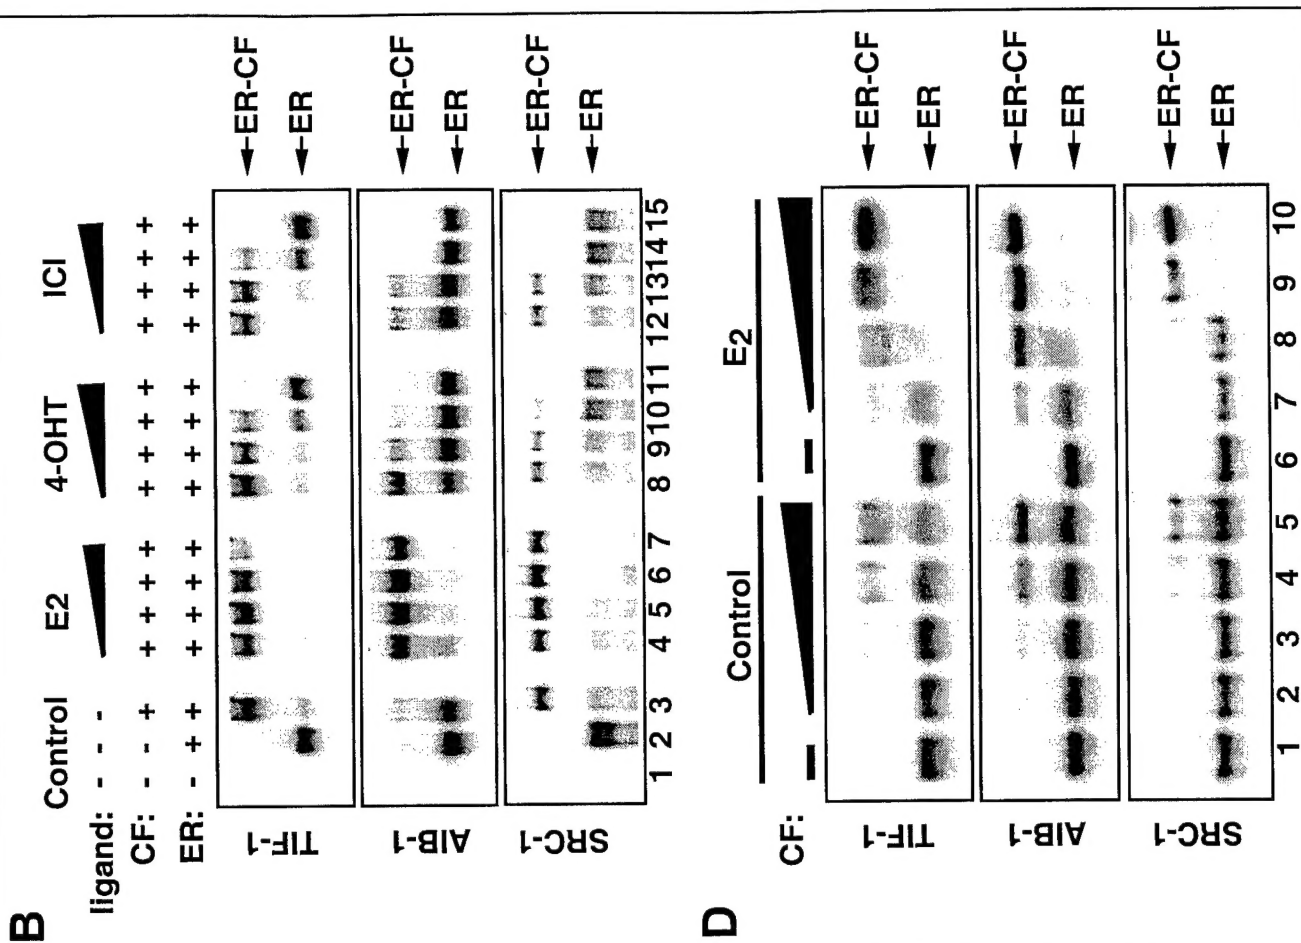 B
Control E2 4-OHT ICI
ligand: - - -
CF: - - + + + + + + + + + + + + +
ER: - + + + + + + + + + + + + + +
TIF-1 ←ER-CF
←ER
AIB-1 ←ER-CF
←ER
SRC-1 ←ER-CF
←ER
1 2 3 4 5 6 7 8 9 10 11 12 13 14 15
D
Control E2
CF: - -
TIF-1 ←ER-CF
←ER
AIB-1 ←ER-CF
←ER
SRC-1 ←ER-CF
←ER
1 2 3 4 5 6 7 8 9 10